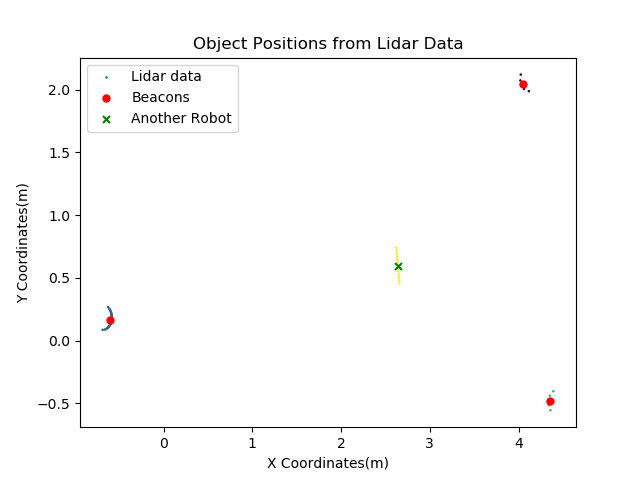 Object Positions from Lidar Data
Lidar data
Beacons
Another Robot
2.0
1.5
1.0
0.5
0.0
−0.5
Y Coordinates(m)
0 1 2 3 4
X Coordinates(m)